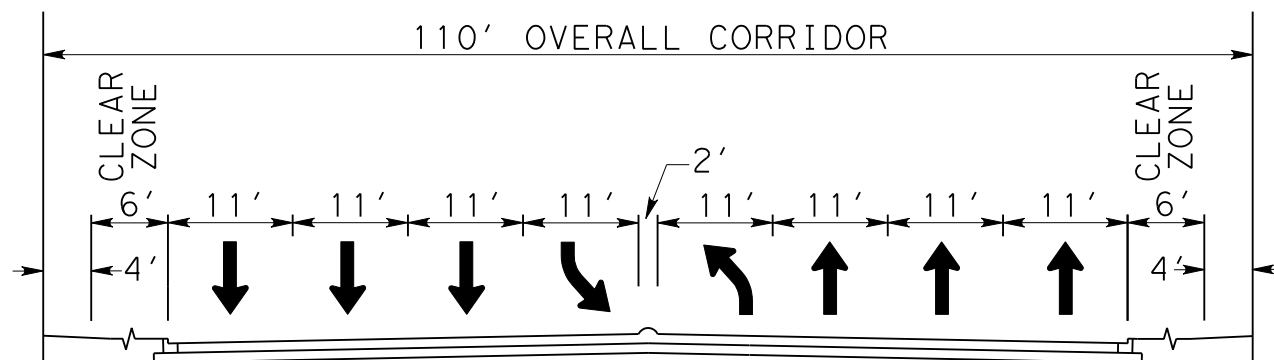 110' OVERALL CORRIDOR
CLEAR
ZONE
CLEAR
ZONE
2'
6' 11' 11' 11' 11' 11' 11' 11' 11' 6'
4' 4'